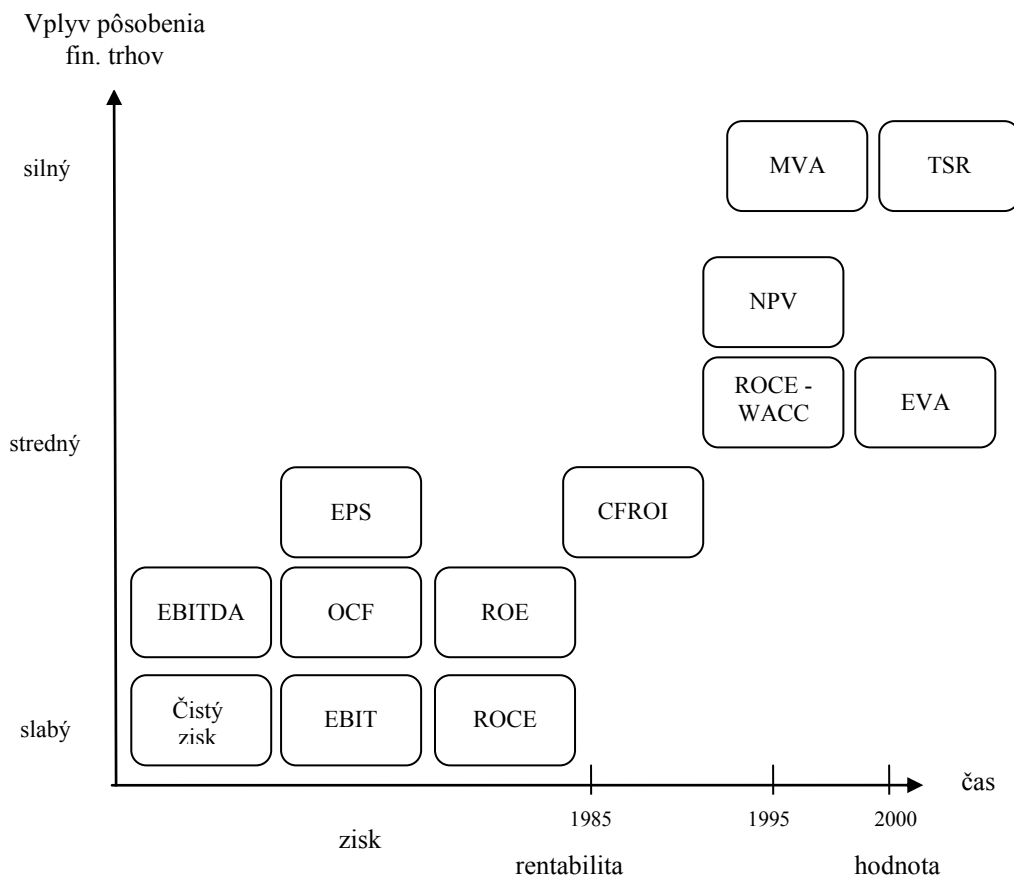 Vplyv pôsobenia
fin. trhov
silný
MVA
TSR
NPV
ROCE -
WACC
EVA
stredný
EPS
CFROI
EBITDA
OCF
ROE
Čistý
zisk
EBIT
ROCE
slabý
čas
1985
1995
2000
zisk
rentabilita
hodnota